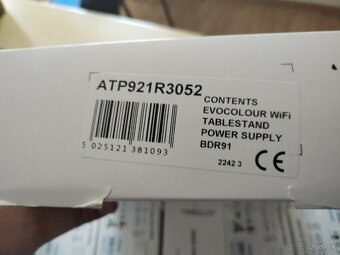 ATP921R3052
CONTENTS
EVOCOLOUR WiFi
TABLESTAND
POWER SUPPLY
BDR91
5 025121 381093
2242 3 CE